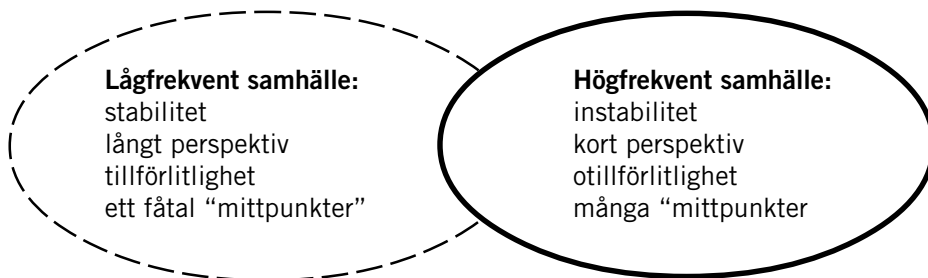 Lågfrekvent samhälle:
stabilitet
långt perspektiv
tillförlitlighet
ett fåtal “mittpunkter”
Högfrekvent samhälle:
instabilitet
kort perspektiv
otillförlitlighet
många “mittpunkter